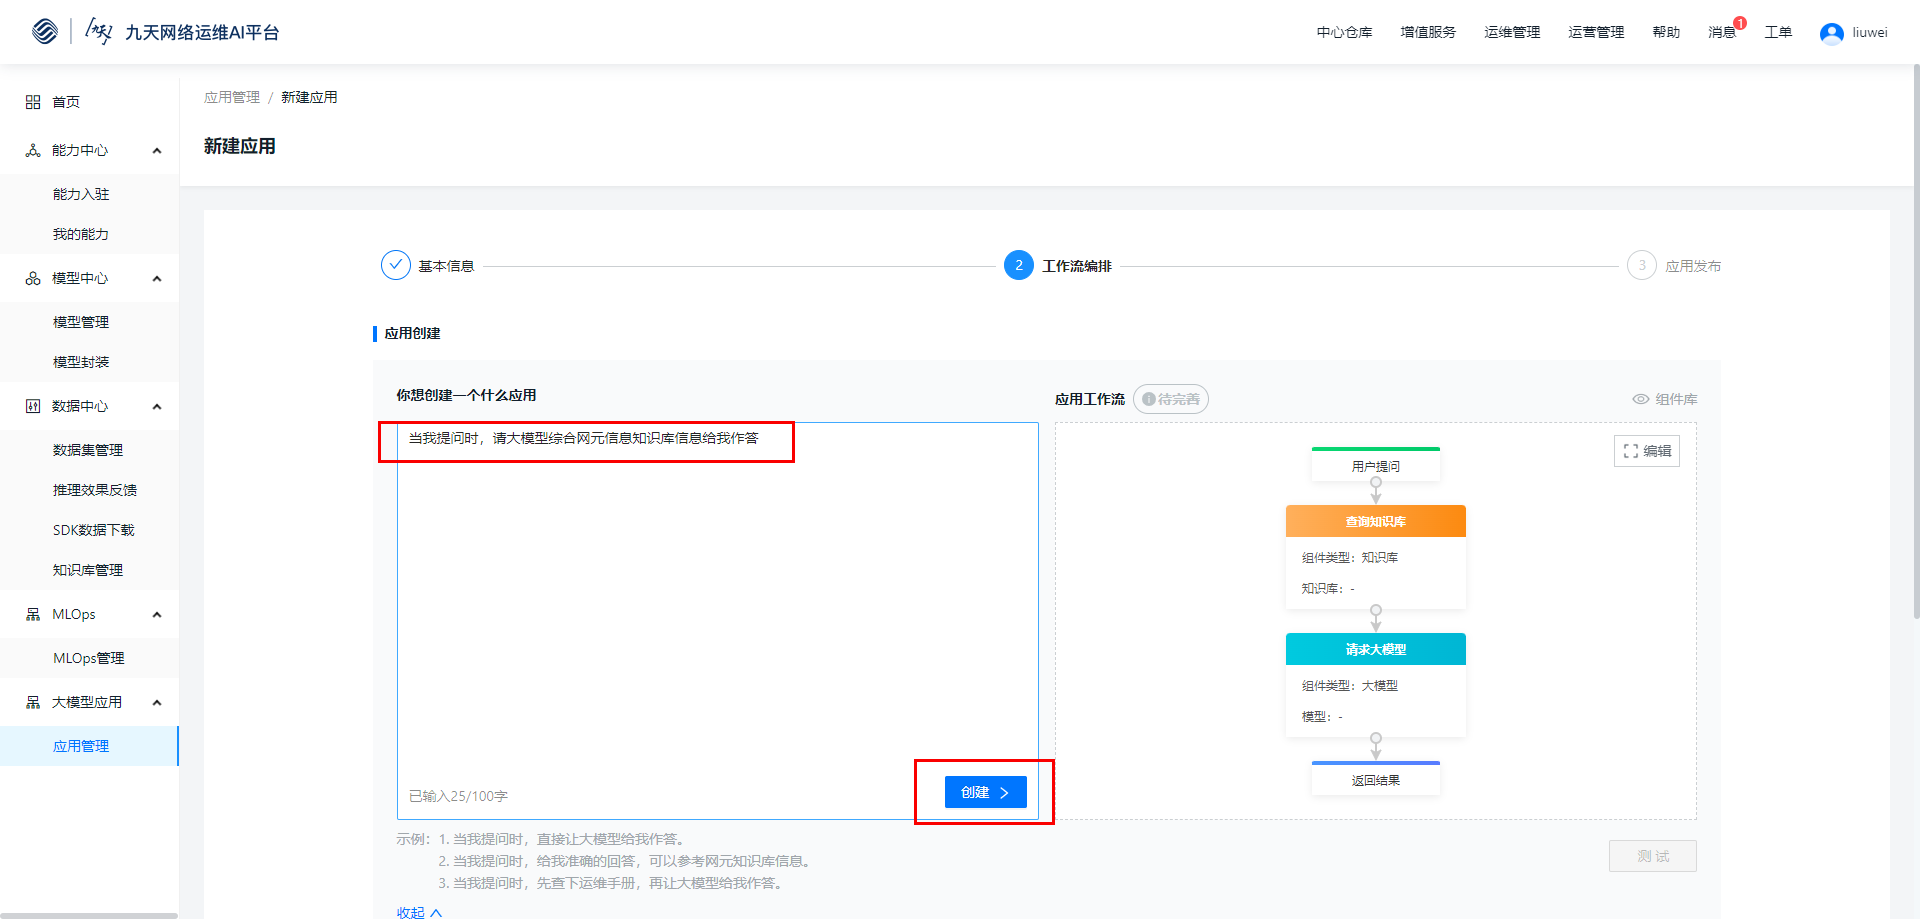 九天 九天网络运维AI平台
中心仓库 增值服务 运维管理 运营管理 帮助 消息 1 工单 liuwei
首页
能力中心
能力入驻
我的能力
模型中心
模型管理
模型封装
数据中心
数据集管理
推理效果反馈
SDK数据下载
知识库管理
MLOps
MLOps管理
大模型应用
应用管理
应用管理 / 新建应用
新建应用
基本信息 2 工作流编排 3 应用发布
应用创建
你想创建一个什么应用
当我提问时，请大模型综合网元信息知识库信息给我作答
已输入25/100字 创建
示例：1. 当我提问时，直接让大模型给我作答。
2. 当我提问时，给我准确的回答，可以参考网元知识库信息。
3. 当我提问时，先查下运维手册，再让大模型给我作答。
收起
应用工作流 待完善 组件库
编辑
用户提问
查询知识库
组件类型：知识库
知识库：-
请求大模型
组件类型：大模型
模型：-
返回结果
测 试